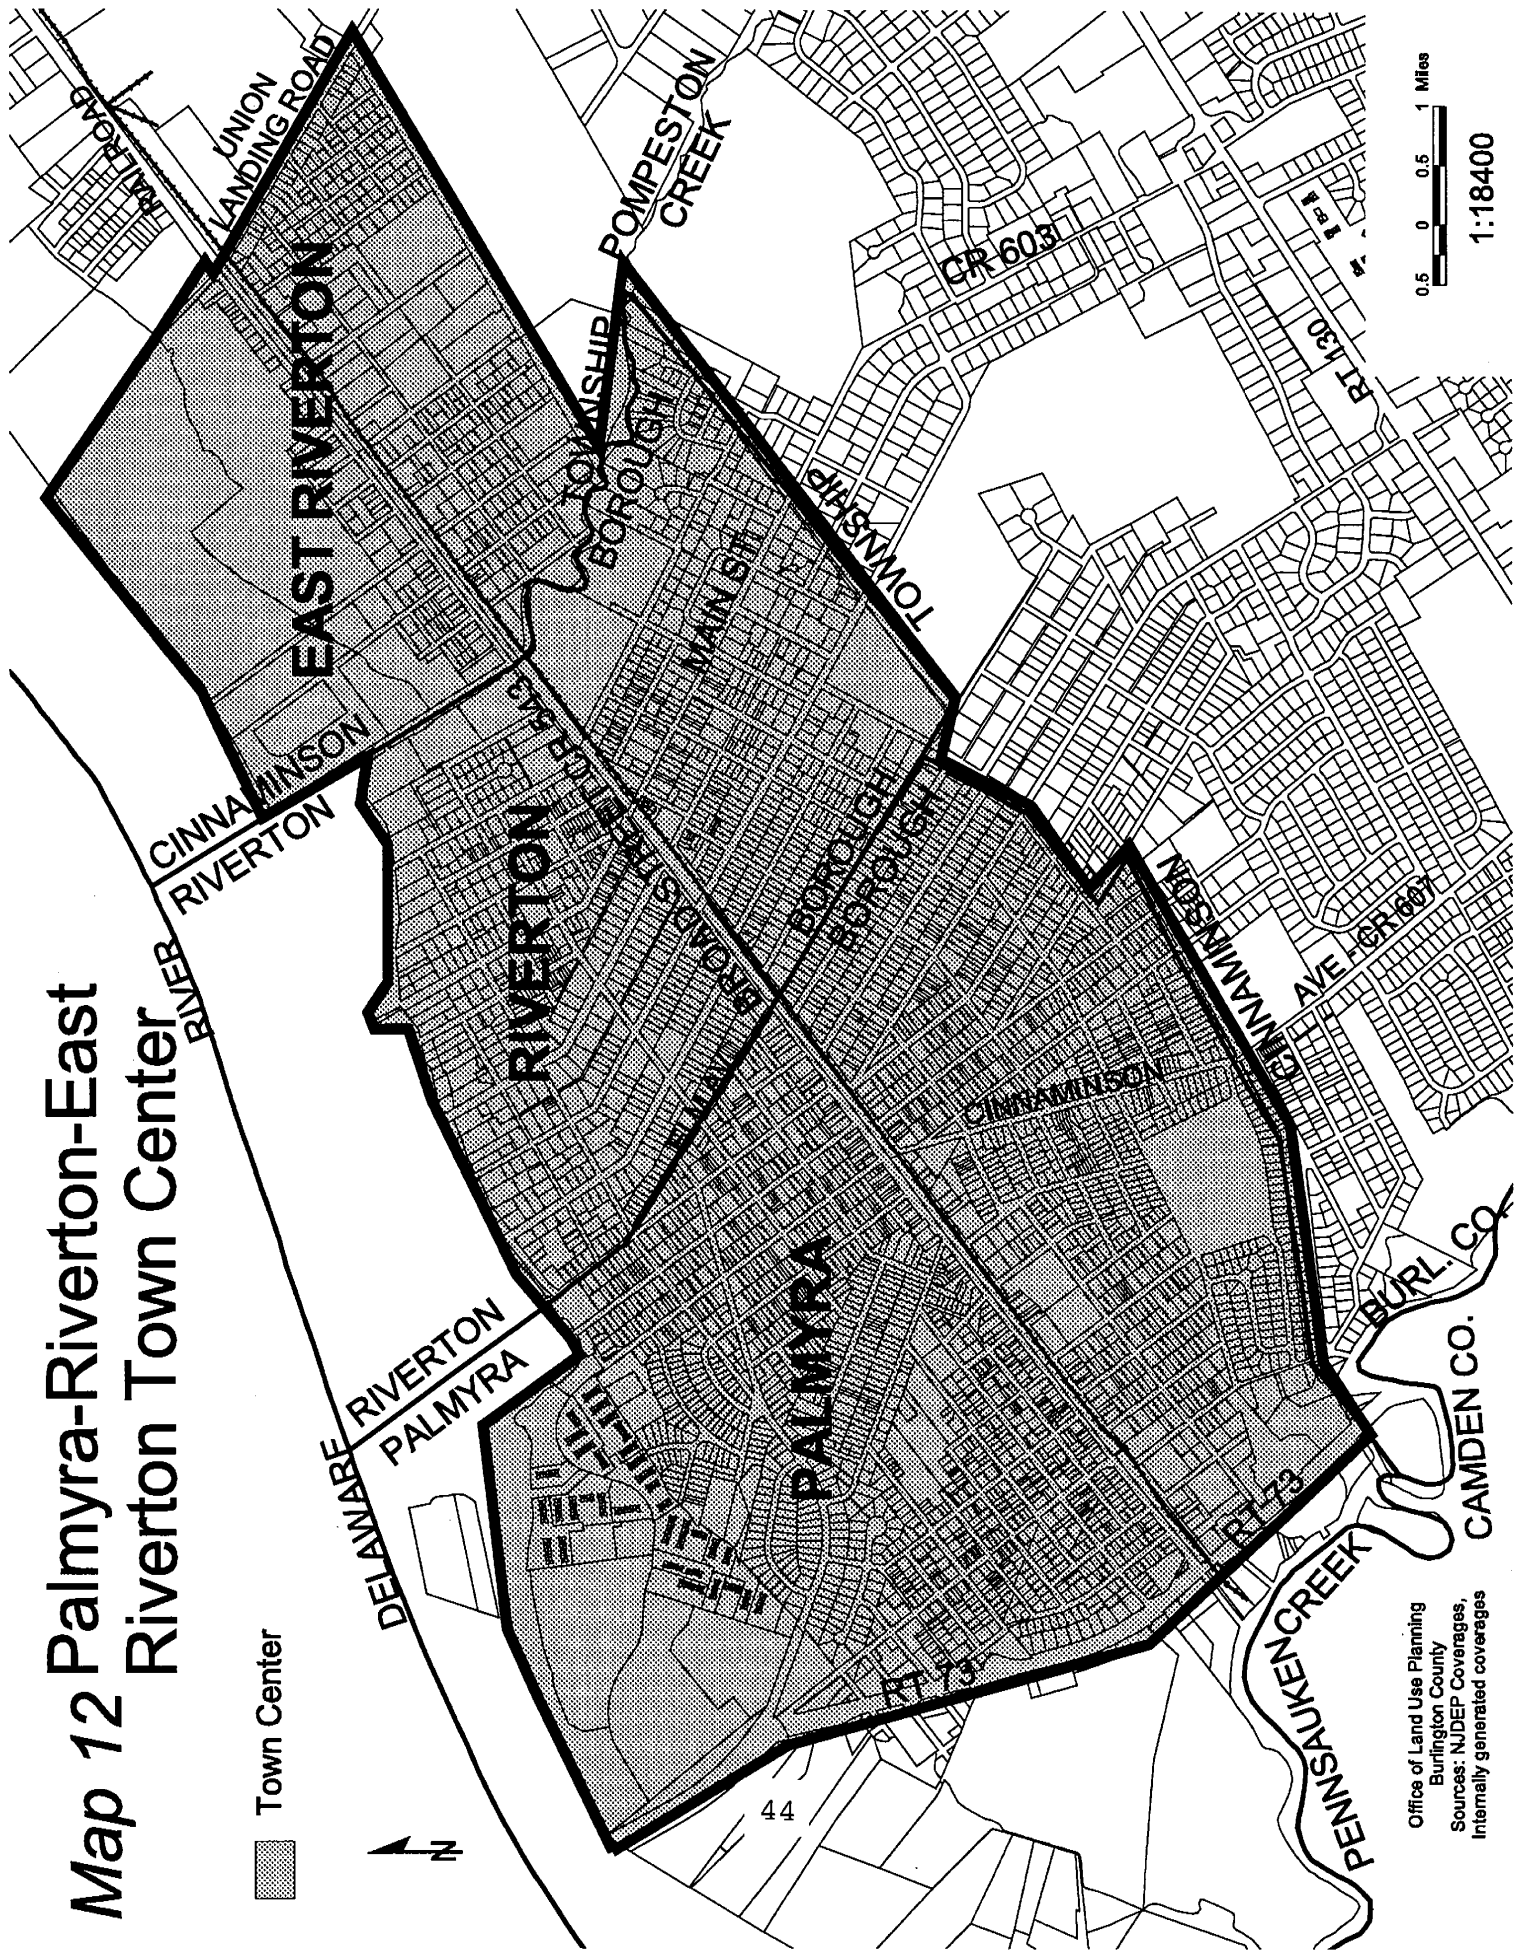 Map 12 Palmyra-Riverton-East
Riverton Town Center
Town Center
N
DELAWARE
RIVER
RIVERTON
PALMYRA
CINNAMINSON
RIVERTON
RAILROAD
UNION
LANDING ROAD
EAST RIVERTON
RIVERTON
PALMYRA
BROAD STREET CR 543
ELM AV
MAIN ST
TOWNSHIP
BOROUGH
POMPESTON
CREEK
TOWNSHIP
BOROUGH
BOROUGH
CINNAMINSON
CINNAMINSON
CINN AVE - CR 607
CR 603
RT 130
RT-73
RT-73
BURL. CO.
CAMDEN CO.
PENNSAUKEN CREEK
44
Office of Land Use Planning
Burlington County
Sources: NJDEP Coverages,
Internally generated coverages
0.5 0 0.5 1 Miles
1:18400